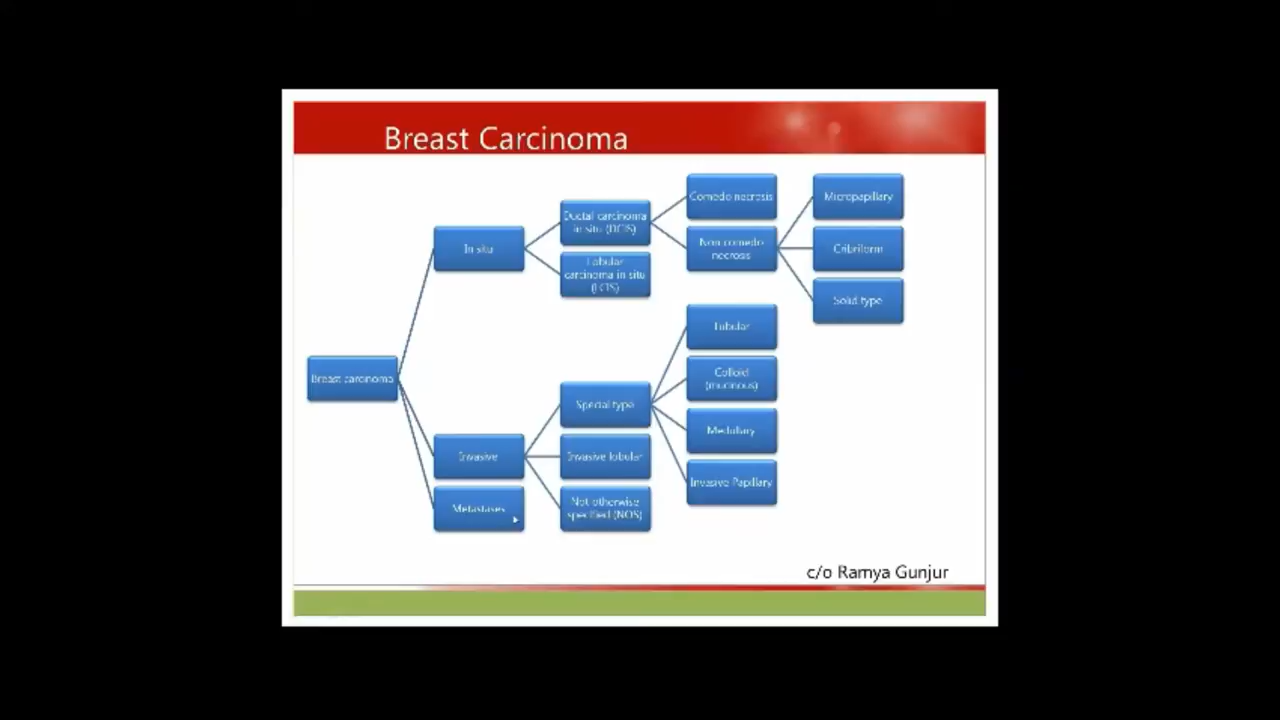 Breast Carcinoma
Comedo necrosis
Micropapillary
Ductal carcinoma
in situ (DCIS)
In situ
Non comedo
necrosis
Cribriform
Lobular
carcinoma in situ
(LCIS)
Solid type
Lobular
Breast carcinoma
Colloid
(mucinous)
Special type
Medullary
Invasive
Invasive lobular
Invasive Papillary
Metastases
Not otherwise
specified (NOS)
c/o Ramya Gunjur